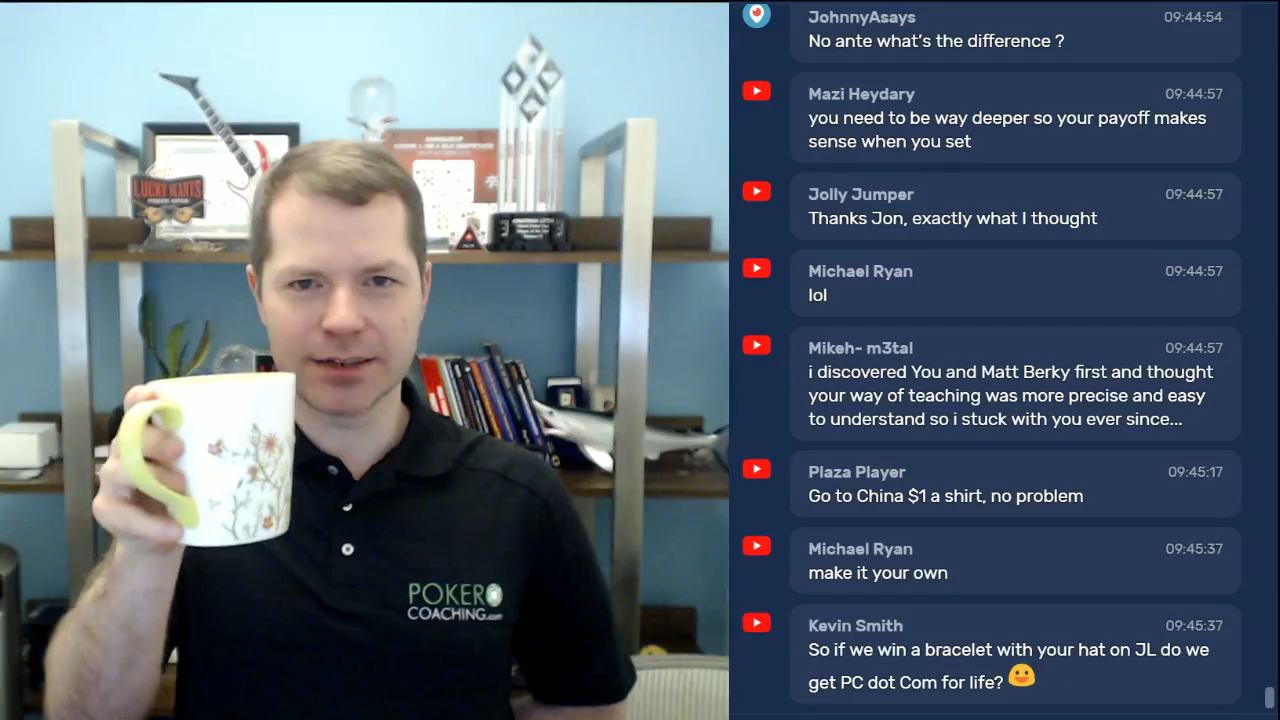 LUCKY HEARTS
POKER
COACHING.com
JohnnyAsays 09:44:54
No ante what's the difference ?
Mazi Heydary 09:44:57
you need to be way deeper so your payoff makes
sense when you set
Jolly Jumper 09:44:57
Thanks Jon, exactly what I thought
Michael Ryan 09:44:57
lol
Mikeh- m3tal 09:44:57
i discovered You and Matt Berky first and thought
your way of teaching was more precise and easy
to understand so i stuck with you ever since...
Plaza Player 09:45:17
Go to China $1 a shirt, no problem
Michael Ryan 09:45:37
make it your own
Kevin Smith 09:45:37
So if we win a bracelet with your hat on JL do we
get PC dot Com for life? 😀